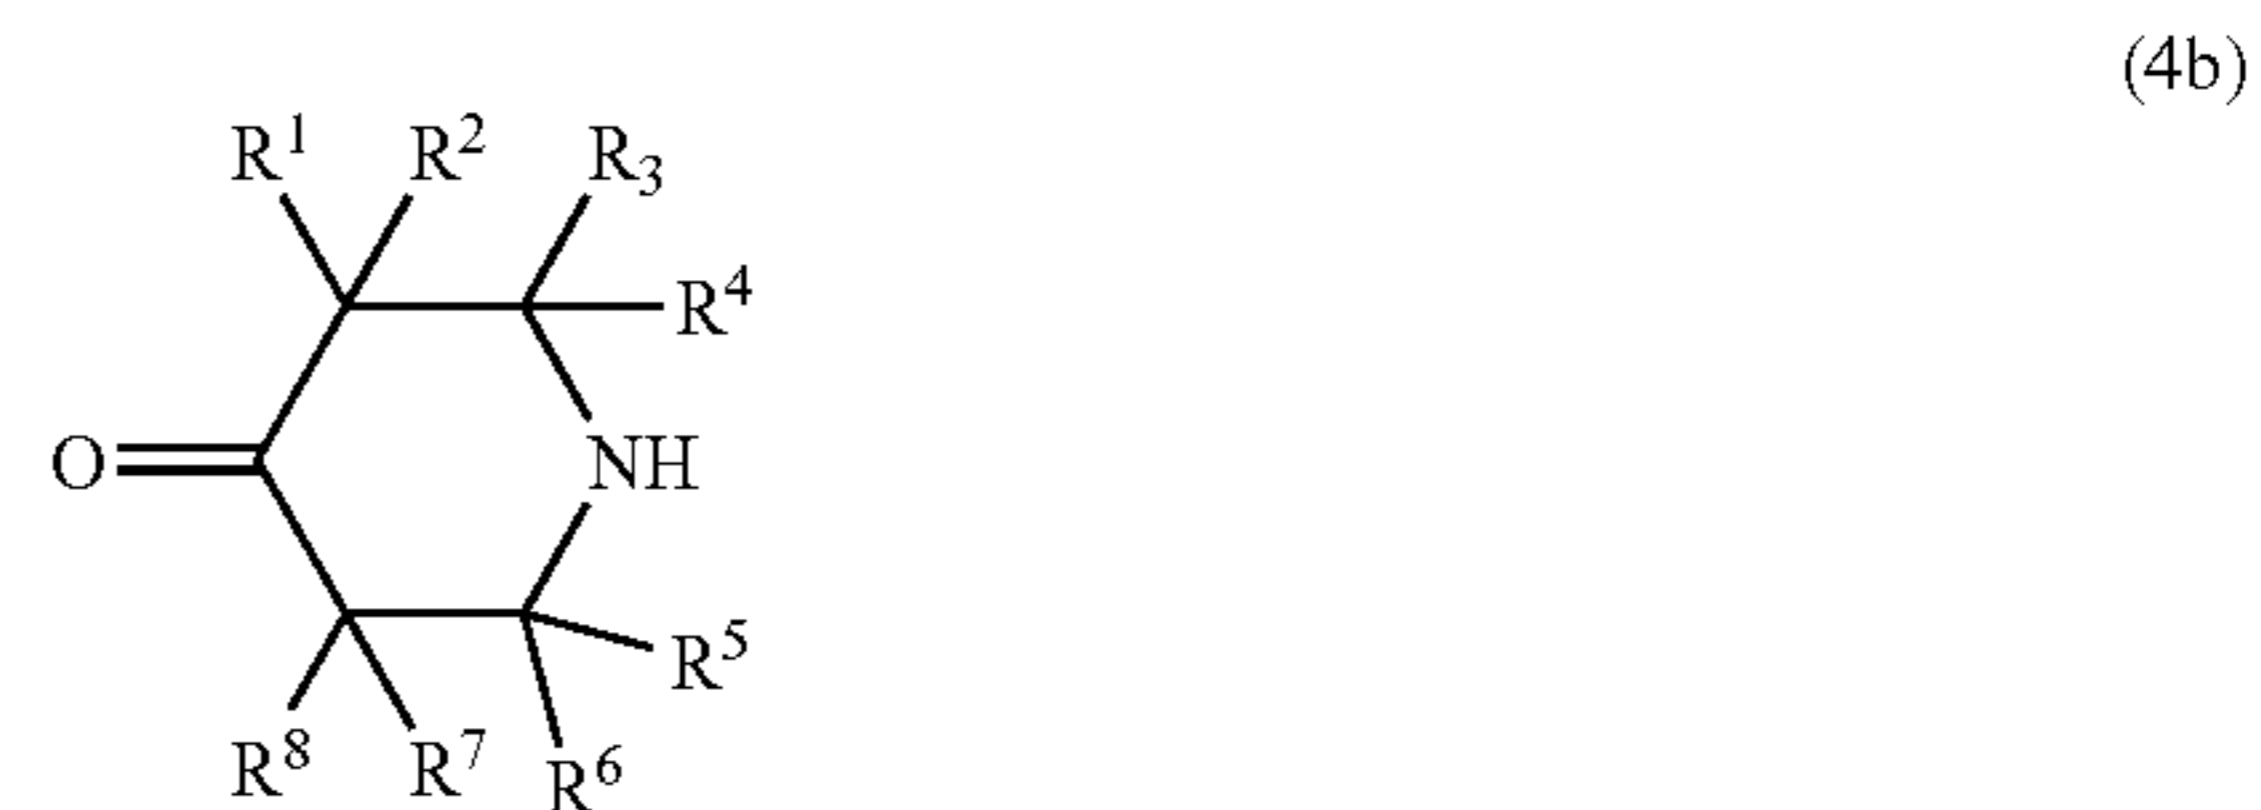 (4b)
R¹ R² R₃
R⁴
O NH
R⁵
R⁸ R⁷ R⁶